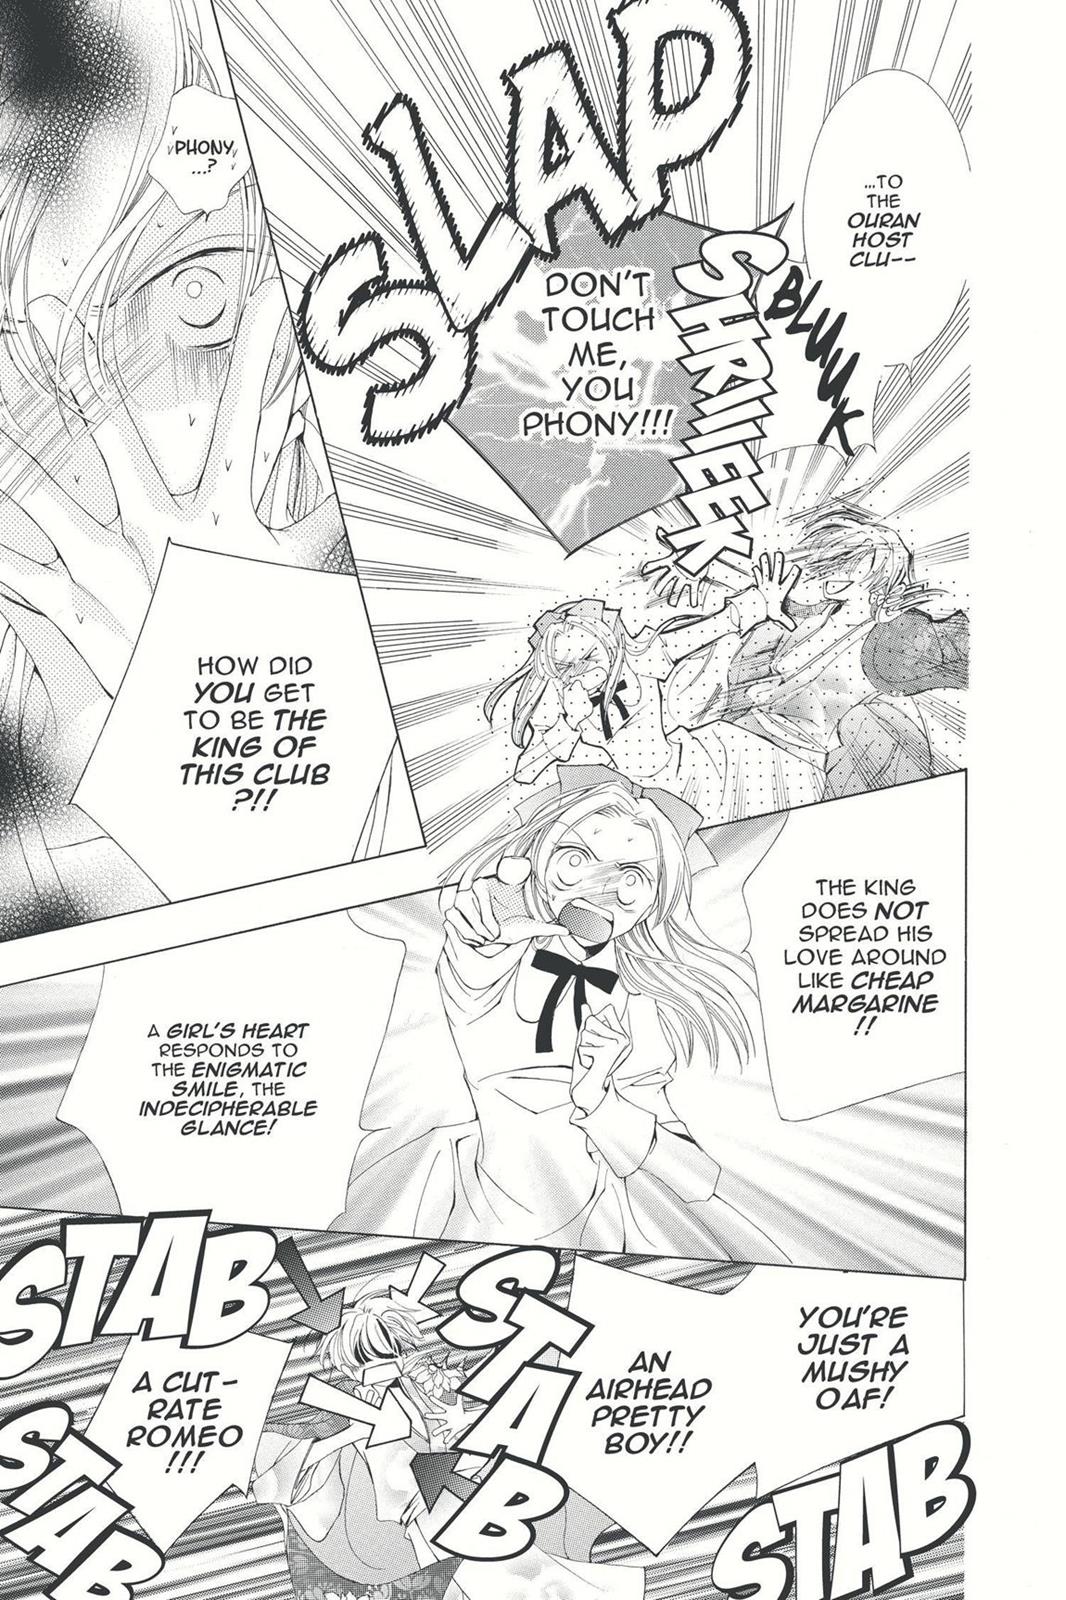 ...TO
THE
OURAN
HOST
CLU--
BLUUK
SHRIIEEK
SLAP
DON'T
TOUCH
ME,
YOU
PHONY!!!
PHONY
...?
HOW DID
YOU GET
TO BE THE
KING OF
THIS CLUB
?!!
THE KING
DOES NOT
SPREAD HIS
LOVE AROUND
LIKE CHEAP
MARGARINE
!!
A GIRL'S HEART
RESPONDS TO
THE ENIGMATIC
SMILE, THE
INDECIPHERABLE
GLANCE!
YOU'RE
JUST A
MUSHY
OAF!
STAB
AN
AIRHEAD
PRETTY
BOY!!
STAB
STAB
A CUT-
RATE
ROMEO
!!!
STAB